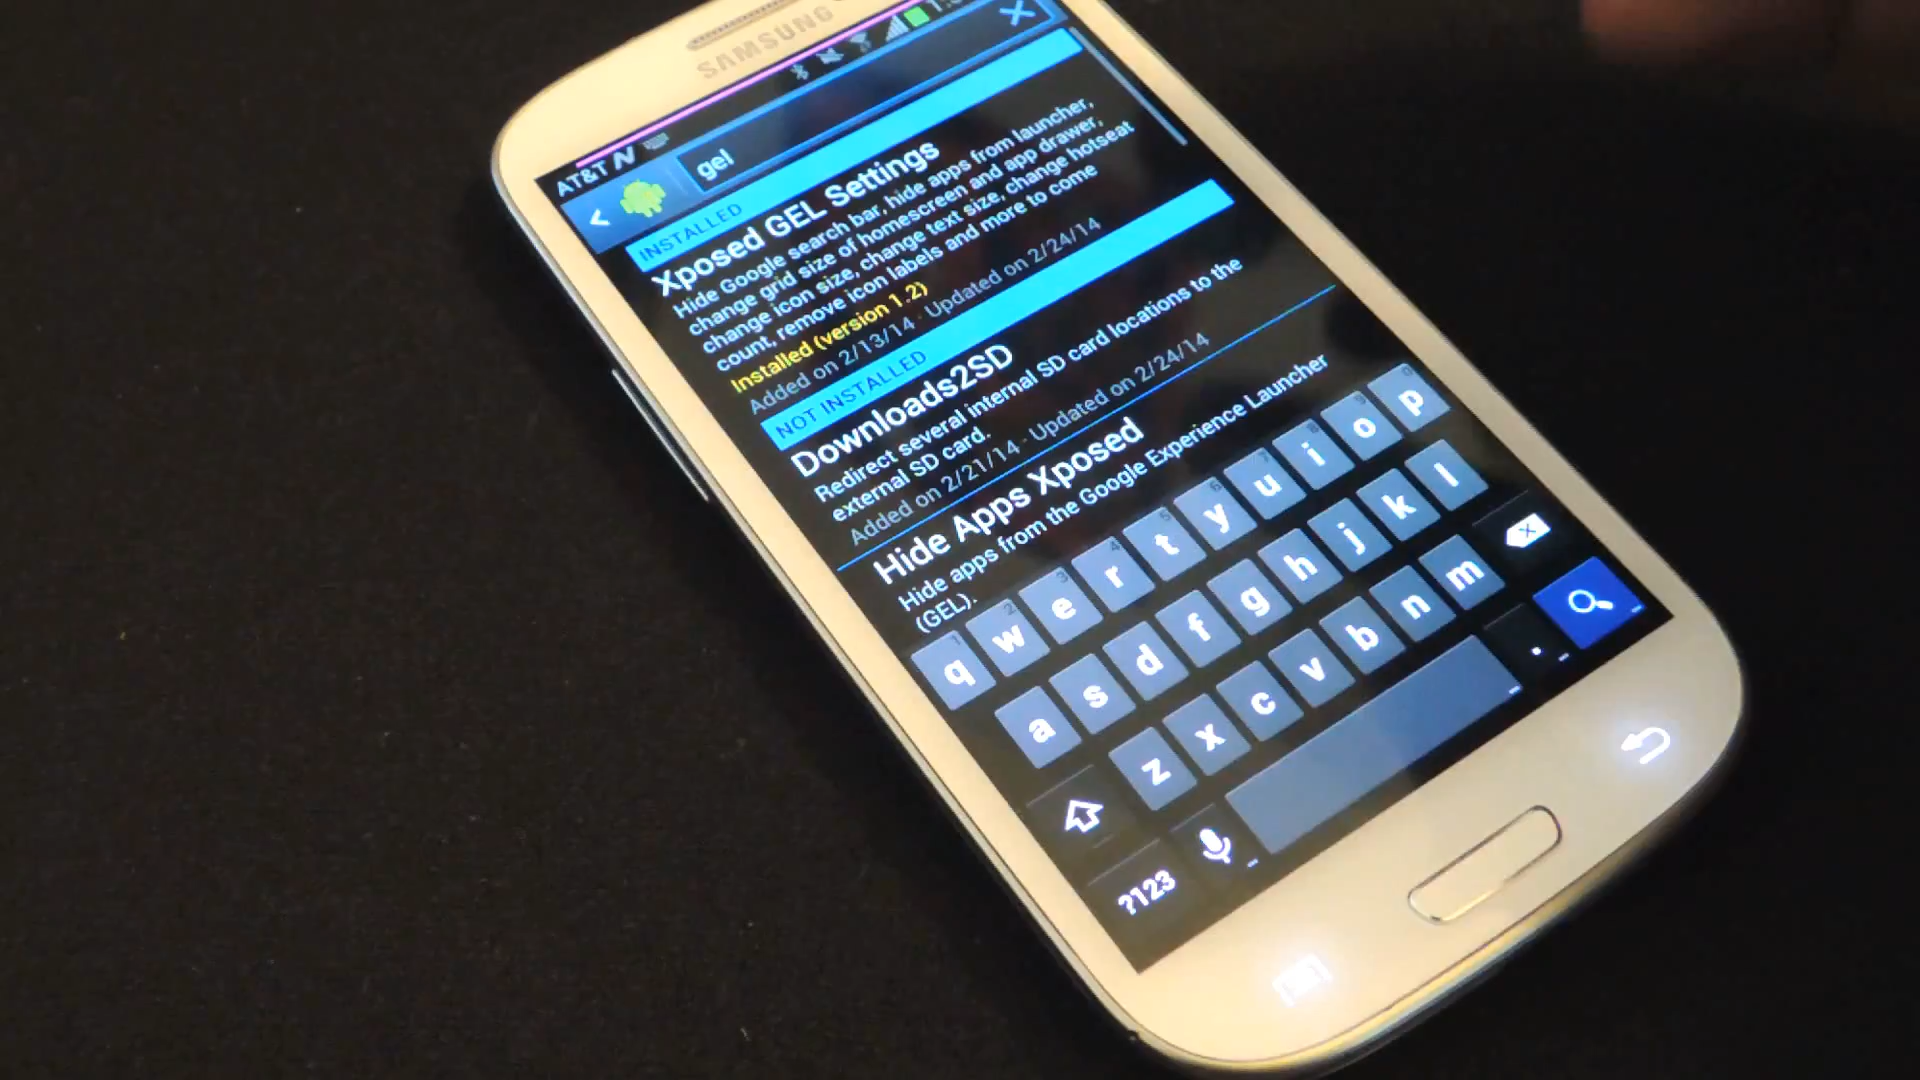 SAMSUNG
AT&T
gel
INSTALLED
Xposed GEL Settings
Hide Google search bar, hide apps from launcher,
change grid size of homescreen and app drawer,
change icon size, change text size, change hotseat
count, remove icon labels and more to come
Installed (version 1.2)
Added on 2/13/14 · Updated on 2/24/14
NOT INSTALLED
Downloads2SD
Redirect several internal SD card locations to the
external SD card.
Added on 2/21/14 · Updated on 2/24/14
Hide Apps Xposed
Hide apps from the Google Experience Launcher
(GEL).
q w e r t y u i o p
a s d f g h j k l
z x c v b n m
?123 .